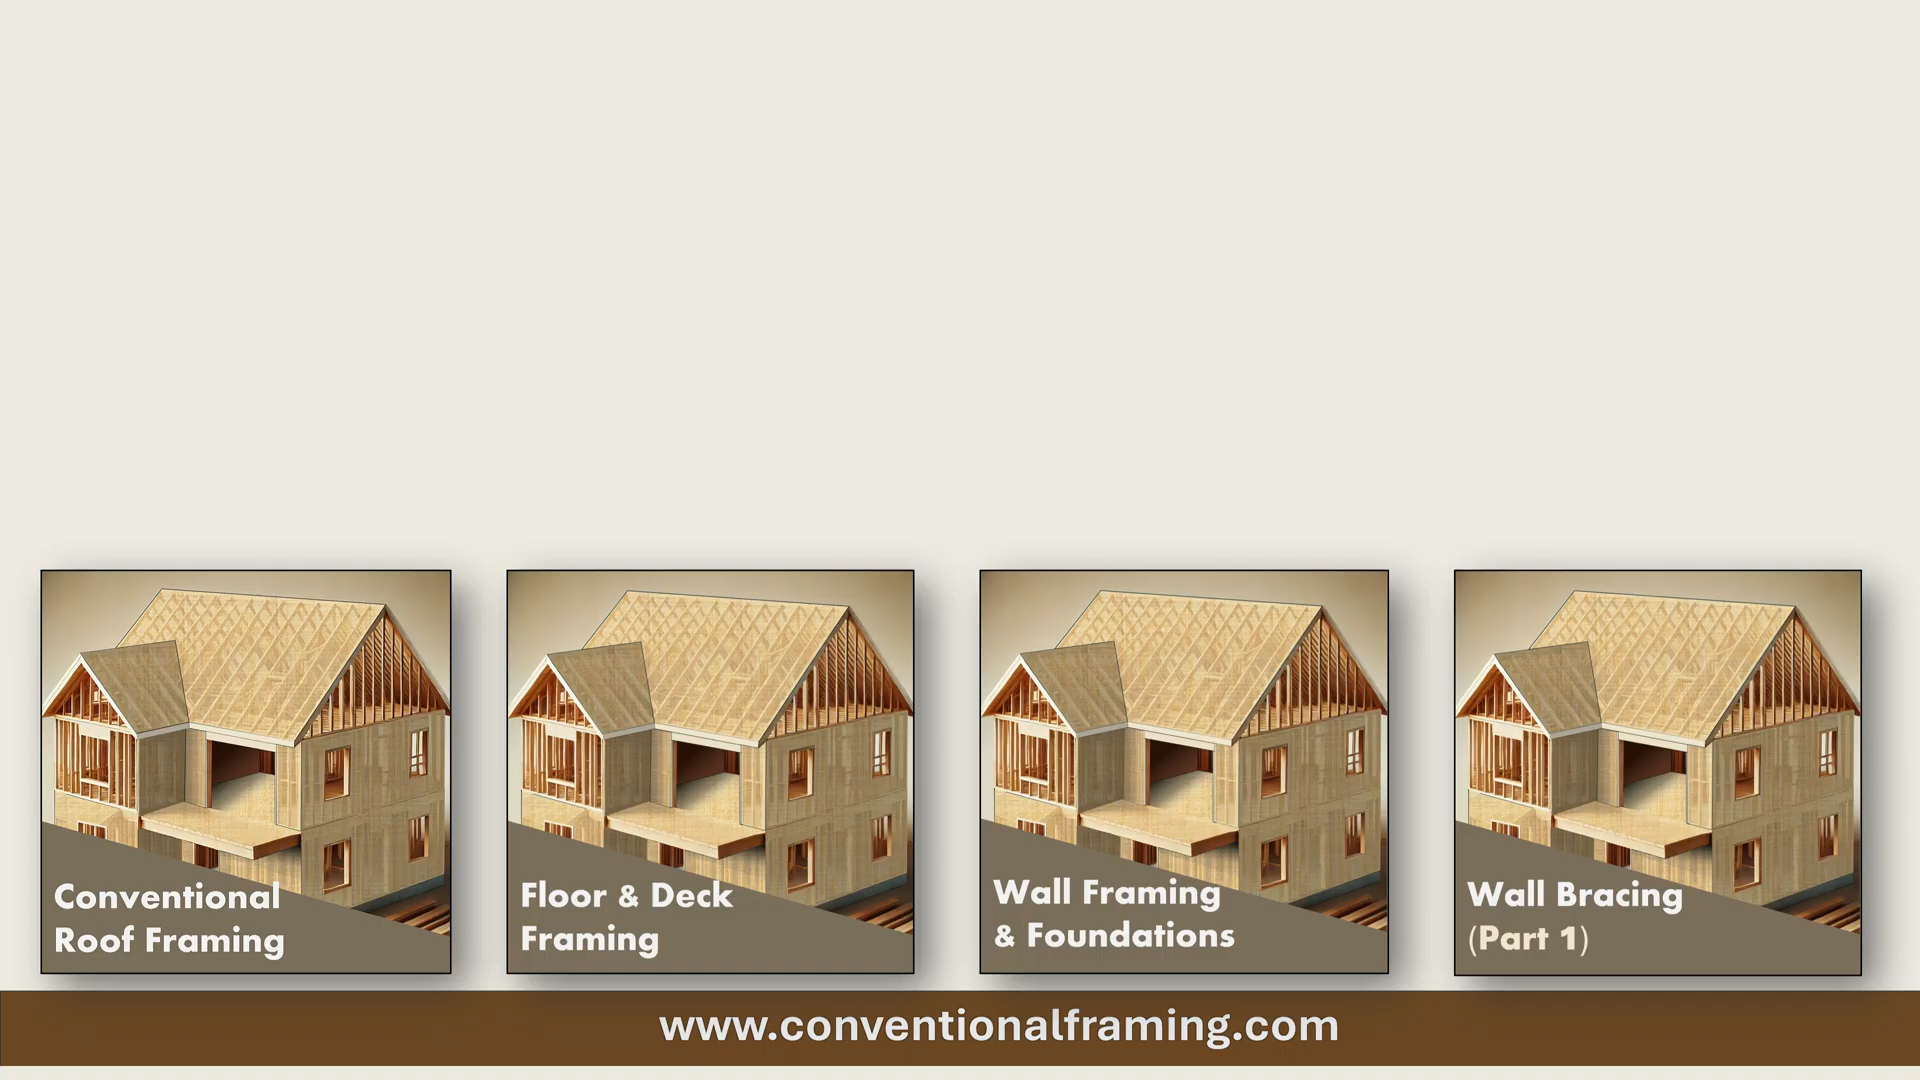 Conventional
Roof Framing
Floor & Deck
Framing
Wall Framing
& Foundations
Wall Bracing
(Part 1)
www.conventionalframing.com